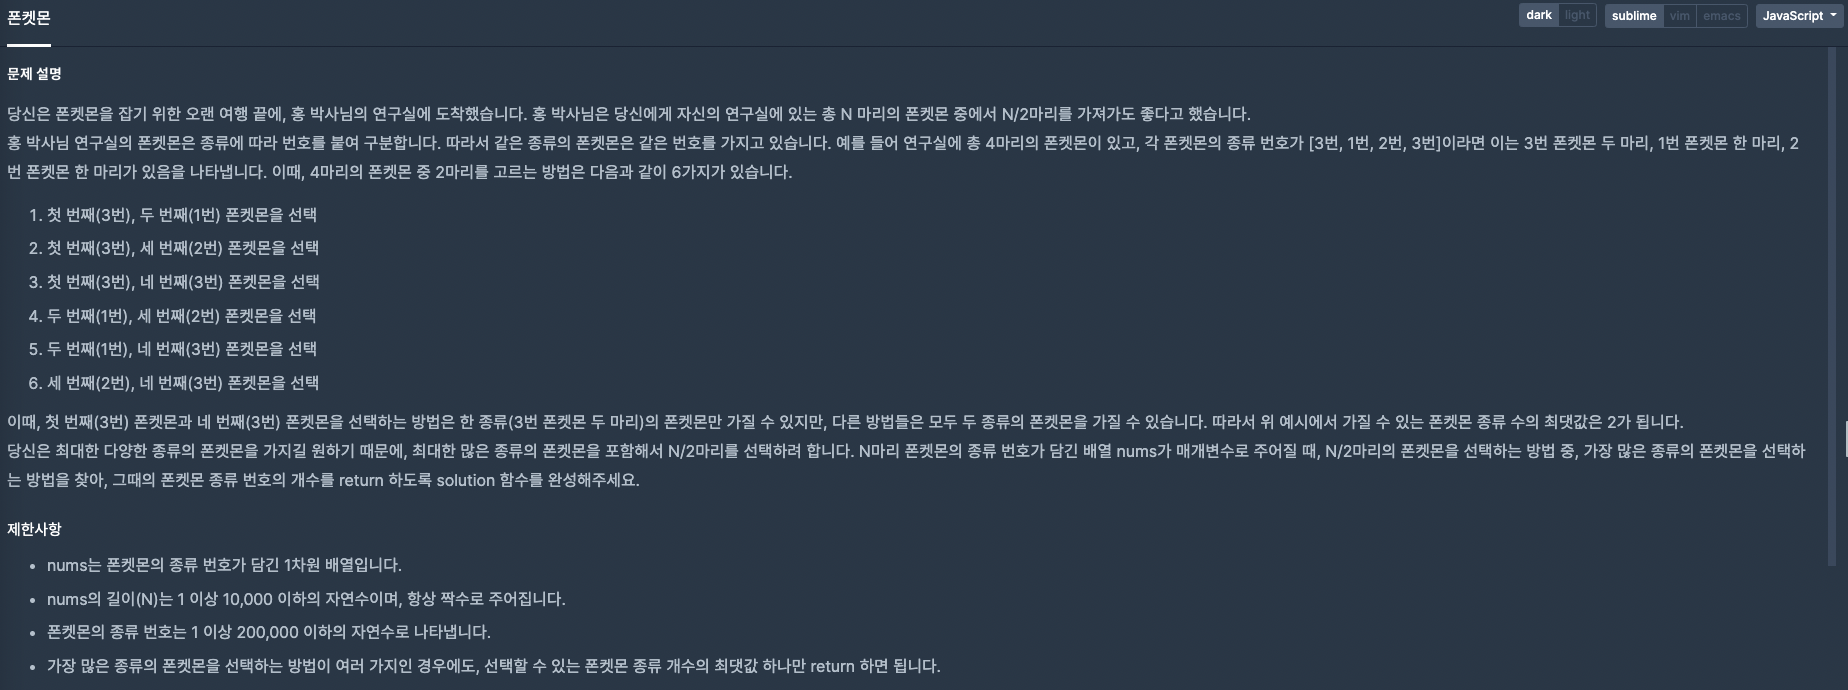 폰켓몬
dark light sublime vim emacs JavaScript
문제 설명
당신은 폰켓몬을 잡기 위한 오랜 여행 끝에, 홍 박사님의 연구실에 도착했습니다. 홍 박사님은 당신에게 자신의 연구실에 있는 총 N 마리의 폰켓몬 중에서 N/2마리를 가져가도 좋다고 했습니다.
홍 박사님 연구실의 폰켓몬은 종류에 따라 번호를 붙여 구분합니다. 따라서 같은 종류의 폰켓몬은 같은 번호를 가지고 있습니다. 예를 들어 연구실에 총 4마리의 폰켓몬이 있고, 각 폰켓몬의 종류 번호가 [3번, 1번, 2번, 3번]이라면 이는 3번 폰켓몬 두 마리, 1번 폰켓몬 한 마리, 2
번 폰켓몬 한 마리가 있음을 나타냅니다. 이때, 4마리의 폰켓몬 중 2마리를 고르는 방법은 다음과 같이 6가지가 있습니다.
1. 첫 번째(3번), 두 번째(1번) 폰켓몬을 선택
2. 첫 번째(3번), 세 번째(2번) 폰켓몬을 선택
3. 첫 번째(3번), 네 번째(3번) 폰켓몬을 선택
4. 두 번째(1번), 세 번째(2번) 폰켓몬을 선택
5. 두 번째(1번), 네 번째(3번) 폰켓몬을 선택
6. 세 번째(2번), 네 번째(3번) 폰켓몬을 선택
이때, 첫 번째(3번) 폰켓몬과 네 번째(3번) 폰켓몬을 선택하는 방법은 한 종류(3번 폰켓몬 두 마리)의 폰켓몬만 가질 수 있지만, 다른 방법들은 모두 두 종류의 폰켓몬을 가질 수 있습니다. 따라서 위 예시에서 가질 수 있는 폰켓몬 종류 수의 최댓값은 2가 됩니다.
당신은 최대한 다양한 종류의 폰켓몬을 가지길 원하기 때문에, 최대한 많은 종류의 폰켓몬을 포함해서 N/2마리를 선택하려 합니다. N마리 폰켓몬의 종류 번호가 담긴 배열 nums가 매개변수로 주어질 때, N/2마리의 폰켓몬을 선택하는 방법 중, 가장 많은 종류의 폰켓몬을 선택하
는 방법을 찾아, 그때의 폰켓몬 종류 번호의 개수를 return 하도록 solution 함수를 완성해주세요.
제한사항
• nums는 폰켓몬의 종류 번호가 담긴 1차원 배열입니다.
• nums의 길이(N)는 1 이상 10,000 이하의 자연수이며, 항상 짝수로 주어집니다.
• 폰켓몬의 종류 번호는 1 이상 200,000 이하의 자연수로 나타냅니다.
• 가장 많은 종류의 폰켓몬을 선택하는 방법이 여러 가지인 경우에도, 선택할 수 있는 폰켓몬 종류 개수의 최댓값 하나만 return 하면 됩니다.